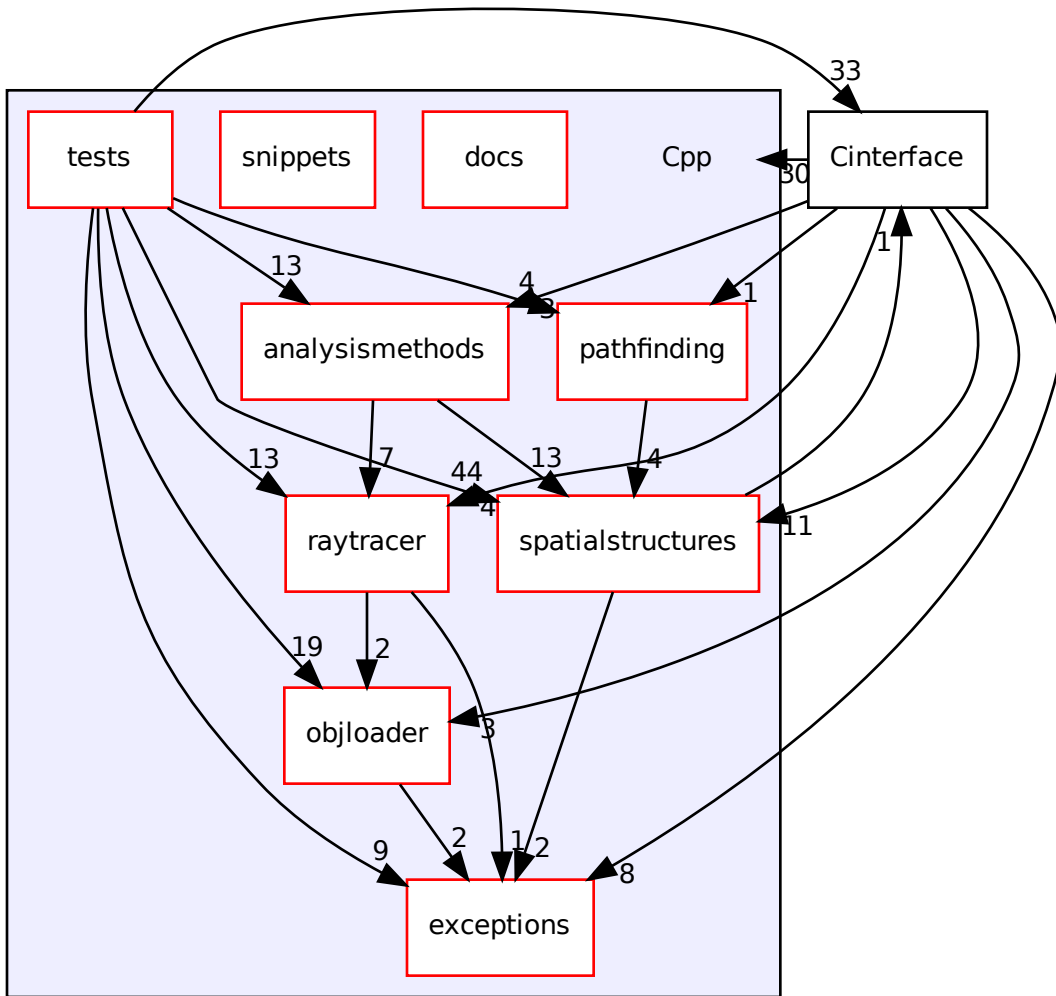 33
tests
snippets
docs
Cpp
Cinterface
30
1
13
4
3
1
analysismethods
pathfinding
13
7
44
13
4
4
11
raytracer
spatialstructures
19
2
3
objloader
9
2
1
2
8
exceptions